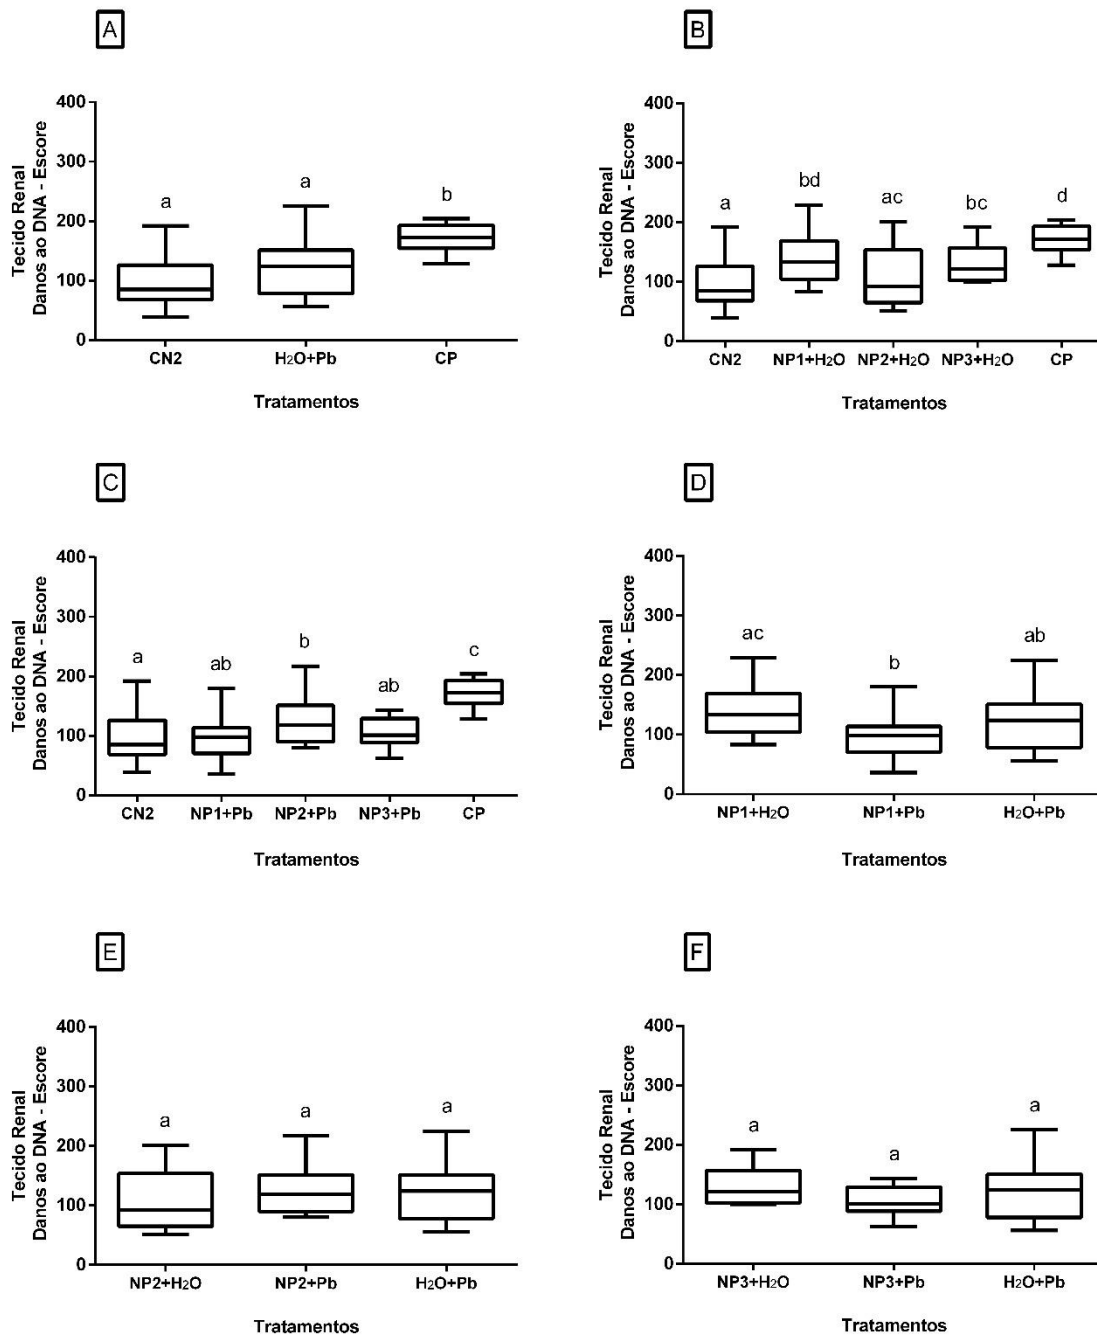 A
Tecido Renal
Danos ao DNA - Escore
400
300
200
100
0
a
a
b
CN2
H2O+Pb
CP
Tratamentos
B
Tecido Renal
Danos ao DNA - Escore
400
300
200
100
0
a
bd
ac
bc
d
CN2
NP1+H2O
NP2+H2O
NP3+H2O
CP
Tratamentos
C
Tecido Renal
Danos ao DNA - Escore
400
300
200
100
0
a
ab
b
ab
c
CN2
NP1+Pb
NP2+Pb
NP3+Pb
CP
Tratamentos
D
Tecido Renal
Danos ao DNA - Escore
400
300
200
100
0
ac
b
ab
NP1+H2O
NP1+Pb
H2O+Pb
Tratamentos
E
Tecido Renal
Danos ao DNA - Escore
400
300
200
100
0
a
a
a
NP2+H2O
NP2+Pb
H2O+Pb
Tratamentos
F
Tecido Renal
Danos ao DNA - Escore
400
300
200
100
0
a
a
a
NP3+H2O
NP3+Pb
H2O+Pb
Tratamentos